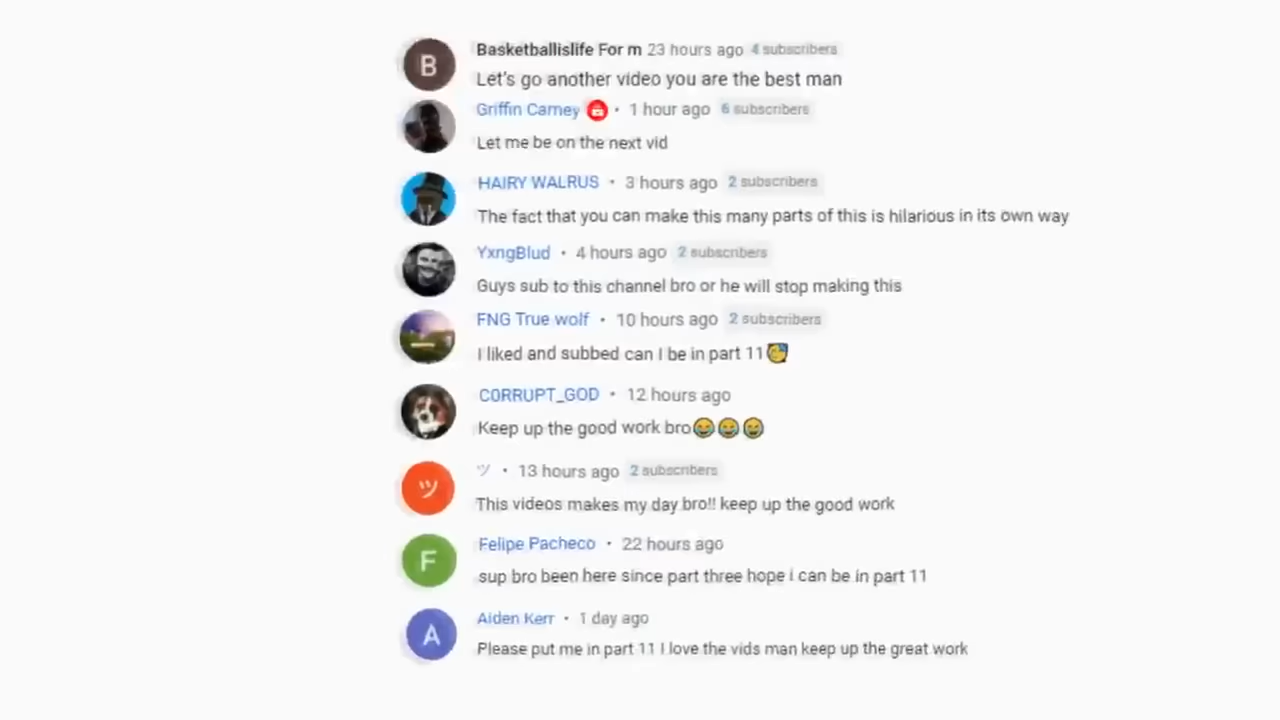 B
Basketballislife For m 23 hours ago 4 subscribers
Let's go another video you are the best man
Griffin Carney • 1 hour ago 6 subscribers
Let me be on the next vid
HAIRY WALRUS • 3 hours ago 2 subscribers
The fact that you can make this many parts of this is hilarious in its own way
YxngBlud • 4 hours ago 2 subscribers
Guys sub to this channel bro or he will stop making this
FNG True wolf • 10 hours ago 2 subscribers
I liked and subbed can I be in part 11🥳
C0RRUPT_GOD • 12 hours ago
Keep up the good work bro😂😂😂
ツ
ツ • 13 hours ago 2 subscribers
This videos makes my day bro!! keep up the good work
F
Felipe Pacheco • 22 hours ago
sup bro been here since part three hope i can be in part 11
A
Aiden Kerr • 1 day ago
Please put me in part 11 I love the vids man keep up the great work